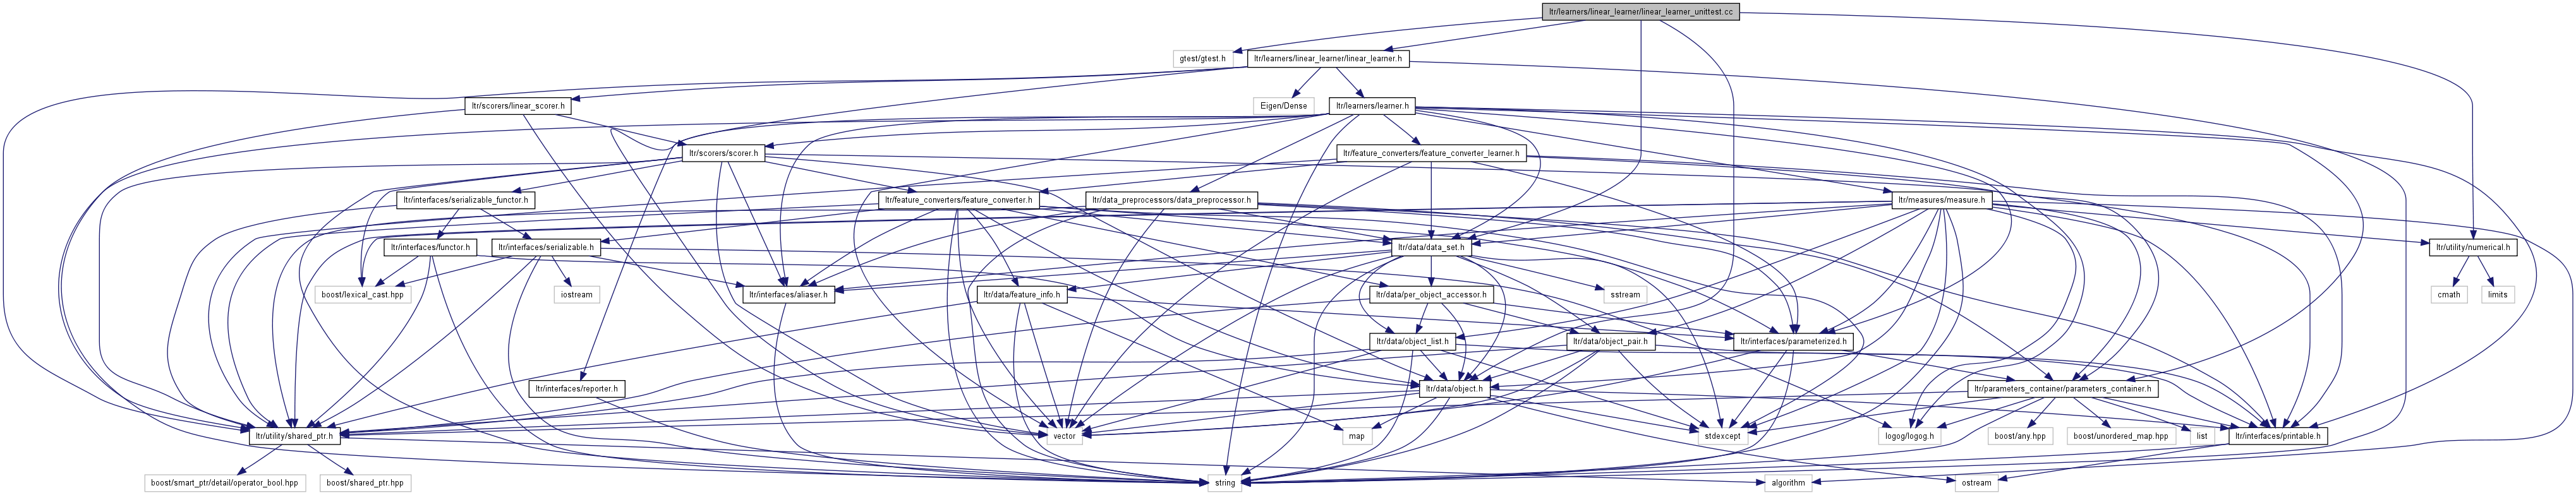 ltr/learners/linear_learner/linear_learner_unittest.cc
gtest/gtest.h
ltr/learners/linear_learner/linear_learner.h
ltr/scorers/linear_scorer.h
Eigen/Dense
ltr/learners/learner.h
ltr/scorers/scorer.h
ltr/feature_converters/feature_converter_learner.h
ltr/interfaces/serializable_functor.h
ltr/feature_converters/feature_converter.h
ltr/data_preprocessors/data_preprocessor.h
ltr/measures/measure.h
ltr/interfaces/functor.h
ltr/interfaces/serializable.h
ltr/data/data_set.h
ltr/utility/numerical.h
boost/lexical_cast.hpp
iostream
ltr/interfaces/aliaser.h
ltr/data/feature_info.h
ltr/data/per_object_accessor.h
sstream
cmath
limits
ltr/data/object_list.h
ltr/data/object_pair.h
ltr/interfaces/parameterized.h
ltr/interfaces/reporter.h
ltr/data/object.h
ltr/parameters_container/parameters_container.h
ltr/utility/shared_ptr.h
vector
map
stdexcept
logog/logog.h
boost/any.hpp
boost/unordered_map.hpp
list
ltr/interfaces/printable.h
boost/smart_ptr/detail/operator_bool.hpp
boost/shared_ptr.hpp
string
algorithm
ostream